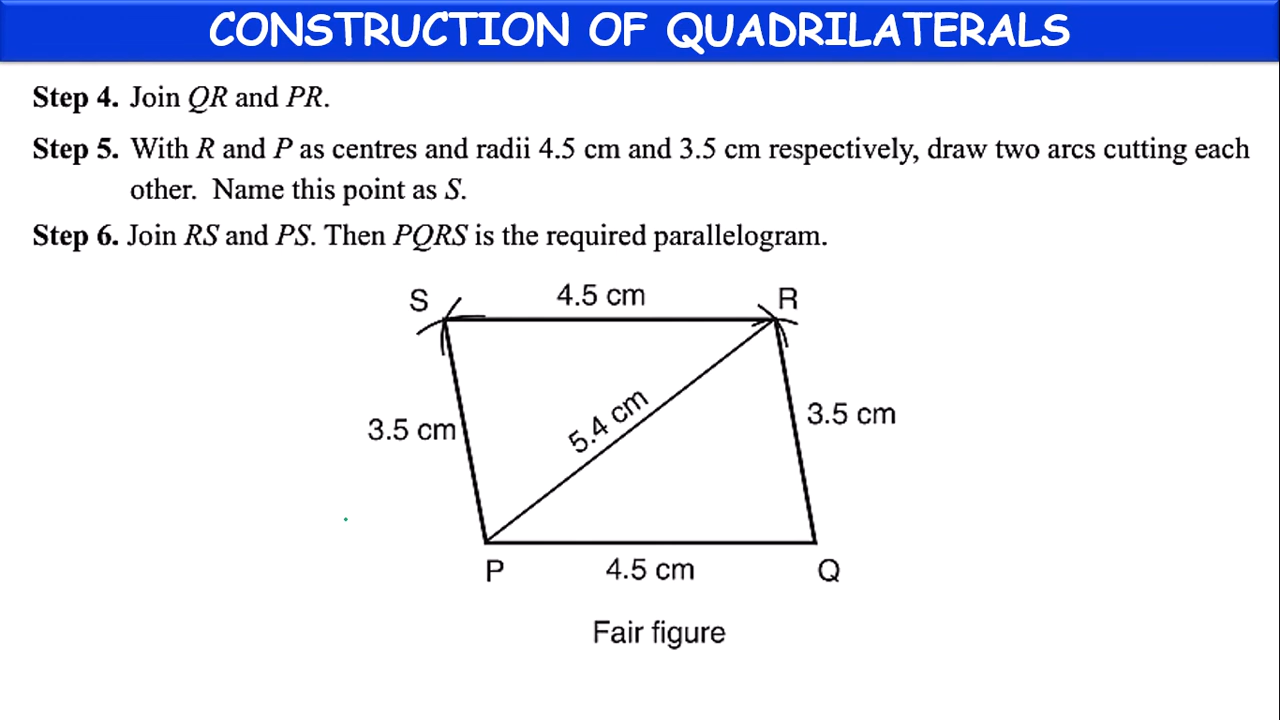 CONSTRUCTION OF QUADRILATERALS
Step 4. Join QR and PR.
Step 5. With R and P as centres and radii 4.5 cm and 3.5 cm respectively, draw two arcs cutting each
other. Name this point as S.
Step 6. Join RS and PS. Then PQRS is the required parallelogram.
S 4.5 cm R
5.4 cm
3.5 cm 3.5 cm
P 4.5 cm Q
Fair figure